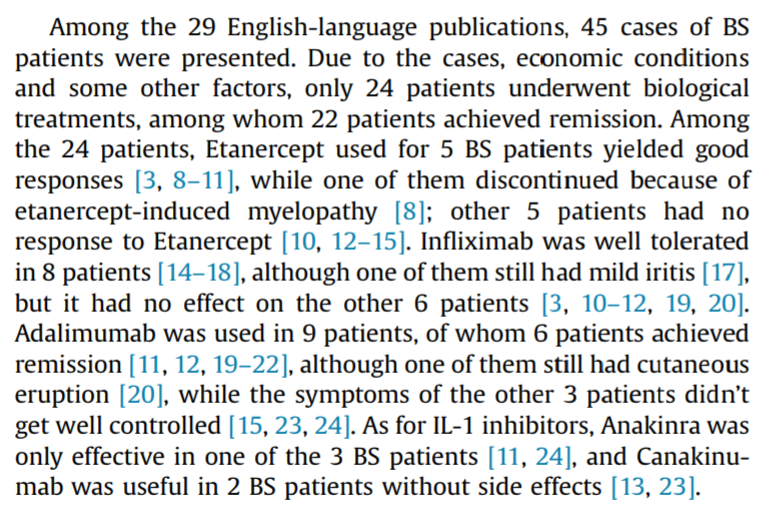 Among the 29 English-language publications, 45 cases of BS
patients were presented. Due to the cases, economic conditions
and some other factors, only 24 patients underwent biological
treatments, among whom 22 patients achieved remission. Among
the 24 patients, Etanercept used for 5 BS patients yielded good
responses [3, 8–11], while one of them discontinued because of
etanercept-induced myelopathy [8]; other 5 patients had no
response to Etanercept [10, 12–15]. Infliximab was well tolerated
in 8 patients [14–18], although one of them still had mild iritis [17],
but it had no effect on the other 6 patients [3, 10–12, 19, 20].
Adalimumab was used in 9 patients, of whom 6 patients achieved
remission [11, 12, 19–22], although one of them still had cutaneous
eruption [20], while the symptoms of the other 3 patients didn't
get well controlled [15, 23, 24]. As for IL-1 inhibitors, Anakinra was
only effective in one of the 3 BS patients [11, 24], and Canakinu-
mab was useful in 2 BS patients without side effects [13, 23].